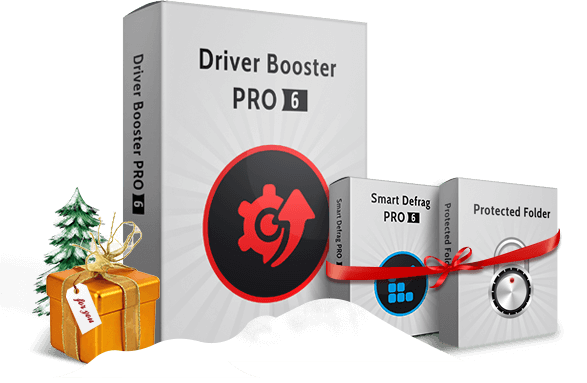 Driver Booster
PRO 6
Driver Booster PRO 6
Smart Defrag
PRO 6
Smart Defrag PRO 6
Protected Folder
Protected Folder
for you